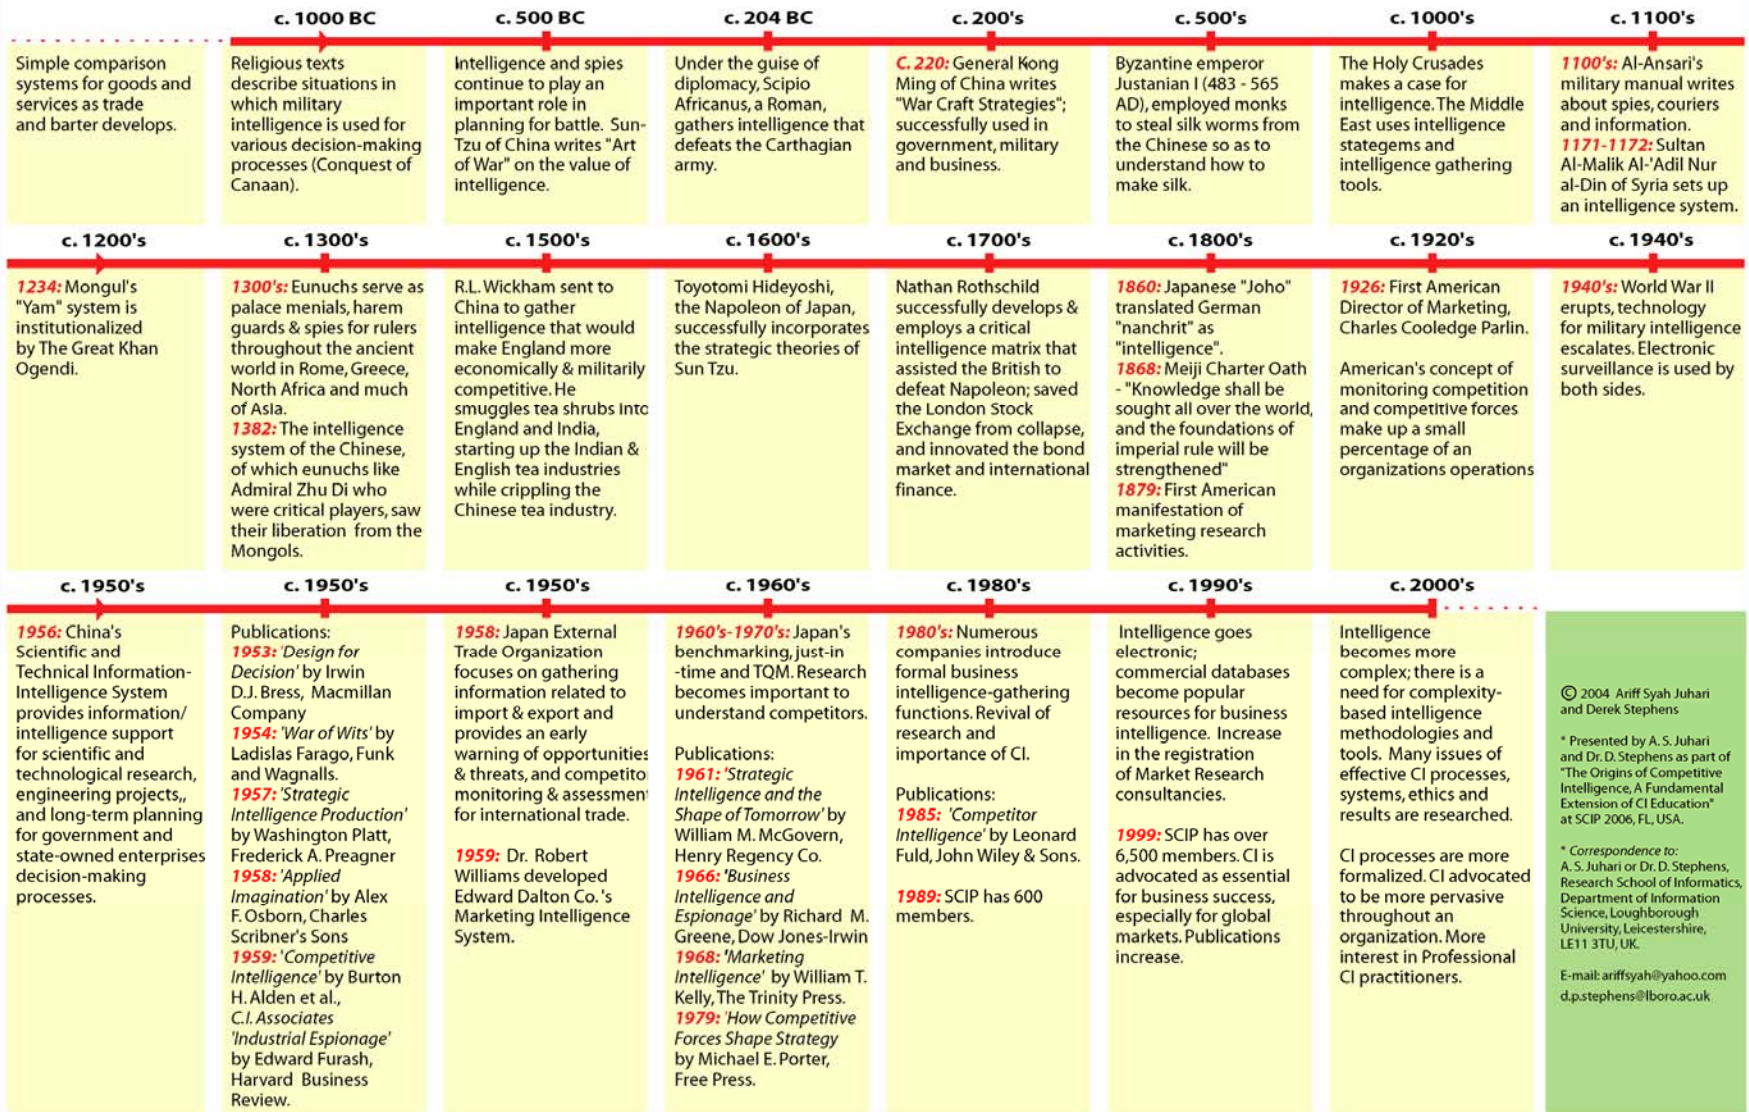 c. 1000 BC
c. 500 BC
c. 204 BC
c. 200's
c. 500's
c. 1000's
c. 1100's
Simple comparison
systems for goods and
services as trade
and barter develops.
Religious texts
describe situations in
which military
intelligence is used for
various decision-making
processes (Conquest of
Canaan).
Intelligence and spies
continue to play an
important role in
planning for battle. Sun-
Tzu of China writes "Art
of War" on the value of
intelligence.
Under the guise of
diplomacy, Scipio
Africanus, a Roman,
gathers intelligence that
defeats the Carthagian
army.
C. 220: General Kong
Ming of China writes
"War Craft Strategies";
successfully used in
government, military
and business.
Byzantine emperor
Justanian I (483 - 565
AD), employed monks
to steal silk worms from
the Chinese so as to
understand how to
make silk.
The Holy Crusades
makes a case for
intelligence. The Middle
East uses intelligence
stategems and
intelligence gathering
tools.
1100's: Al-Ansari's
military manual writes
about spies, couriers
and information.
1171-1172: Sultan
Al-Malik Al-'Adil Nur
al-Din of Syria sets up
an intelligence system.
c. 1200's
c. 1300's
c. 1500's
c. 1600's
c. 1700's
c. 1800's
c. 1920's
c. 1940's
1234: Mongul's
"Yam" system is
institutionalized
by The Great Khan
Ogendi.
1300's: Eunuchs serve as
palace menials, harem
guards & spies for rulers
throughout the ancient
world in Rome, Greece,
North Africa and much
of Asia.
1382: The intelligence
system of the Chinese,
of which eunuchs like
Admiral Zhu Di who
were critical players, saw
their liberation from the
Mongols.
R.L. Wickham sent to
China to gather
intelligence that would
make England more
economically & militarily
competitive. He
smuggles tea shrubs into
England and India,
starting up the Indian &
English tea industries
while crippling the
Chinese tea industry.
Toyotomi Hideyoshi,
the Napoleon of Japan,
successfully incorporates
the strategic theories of
Sun Tzu.
Nathan Rothschild
successfully develops &
employs a critical
intelligence matrix that
assisted the British to
defeat Napoleon; saved
the London Stock
Exchange from collapse,
and innovated the bond
market and international
finance.
1860: Japanese "Joho"
translated German
"nanchrit" as
"intelligence".
1868: Meiji Charter Oath
- "Knowledge shall be
sought all over the world,
and the foundations of
imperial rule will be
strengthened"
1879: First American
manifestation of
marketing research
activities.
1926: First American
Director of Marketing,
Charles Cooledge Parlin.
American's concept of
monitoring competition
and competitive forces
make up a small
percentage of an
organizations operations
1940's: World War II
erupts, technology
for military intelligence
escalates. Electronic
surveillance is used by
both sides.
c. 1950's
c. 1950's
c. 1950's
c. 1960's
c. 1980's
c. 1990's
c. 2000's
1956: China's
Scientific and
Technical Information-
Intelligence System
provides information/
intelligence support
for scientific and
technological research,
engineering projects,,
and long-term planning
for government and
state-owned enterprises
decision-making
processes.
Publications:
1953: 'Design for
Decision' by Irwin
D.J. Bress, Macmillan
Company
1954: 'War of Wits' by
Ladislas Farago, Funk
and Wagnalls.
1957: 'Strategic
Intelligence Production'
by Washington Platt,
Frederick A. Preagner
1958: 'Applied
Imagination' by Alex
F. Osborn, Charles
Scribner's Sons
1959: 'Competitive
Intelligence' by Burton
H. Alden et al.,
C.I. Associates
'Industrial Espionage'
by Edward Furash,
Harvard Business
Review.
1958: Japan External
Trade Organization
focuses on gathering
information related to
import & export and
provides an early
warning of opportunities
& threats, and competito
monitoring & assessment
for international trade.
1959: Dr. Robert
Williams developed
Edward Dalton Co.'s
Marketing Intelligence
System.
1960's-1970's: Japan's
benchmarking, just-in
-time and TQM. Research
becomes important to
understand competitors.
Publications:
1961: 'Strategic
Intelligence and the
Shape of Tomorrow' by
William M. McGovern,
Henry Regency Co.
1966: 'Business
Intelligence and
Espionage' by Richard M.
Greene, Dow Jones-Irwin
1968: 'Marketing
Intelligence' by William T.
Kelly, The Trinity Press.
1979: 'How Competitive
Forces Shape Strategy
by Michael E. Porter,
Free Press.
1980's: Numerous
companies introduce
formal business
intelligence-gathering
functions. Revival of
research and
importance of CI.
Publications:
1985: 'Competitor
Intelligence' by Leonard
Fuld, John Wiley & Sons.
1989: SCIP has 600
members.
Intelligence goes
electronic;
commercial databases
become popular
resources for business
intelligence. Increase
in the registration
of Market Research
consultancies.
1999: SCIP has over
6,500 members. CI is
advocated as essential
for business success,
especially for global
markets. Publications
increase.
Intelligence
becomes more
complex; there is a
need for complexity-
based intelligence
methodologies and
tools. Many issues of
effective CI processes,
systems, ethics and
results are researched.
CI processes are more
formalized. CI advocated
to be more pervasive
throughout an
organization. More
interest in Professional
CI practitioners.
© 2004 Ariff Syah Juhari
and Derek Stephens
* Presented by A. S. Juhari
and Dr. D. Stephens as part of
"The Origins of Competitive
Intelligence, A Fundamental
Extension of CI Education"
at SCIP 2006, FL, USA.
* Correspondence to:
A. S. Juhari or Dr. D. Stephens,
Research School of Informatics,
Department of Information
Science, Loughborough
University, Leicestershire,
LE11 3TU, UK.
E-mail: ariffsyah@yahoo.com
d.p.stephens@lboro.ac.uk